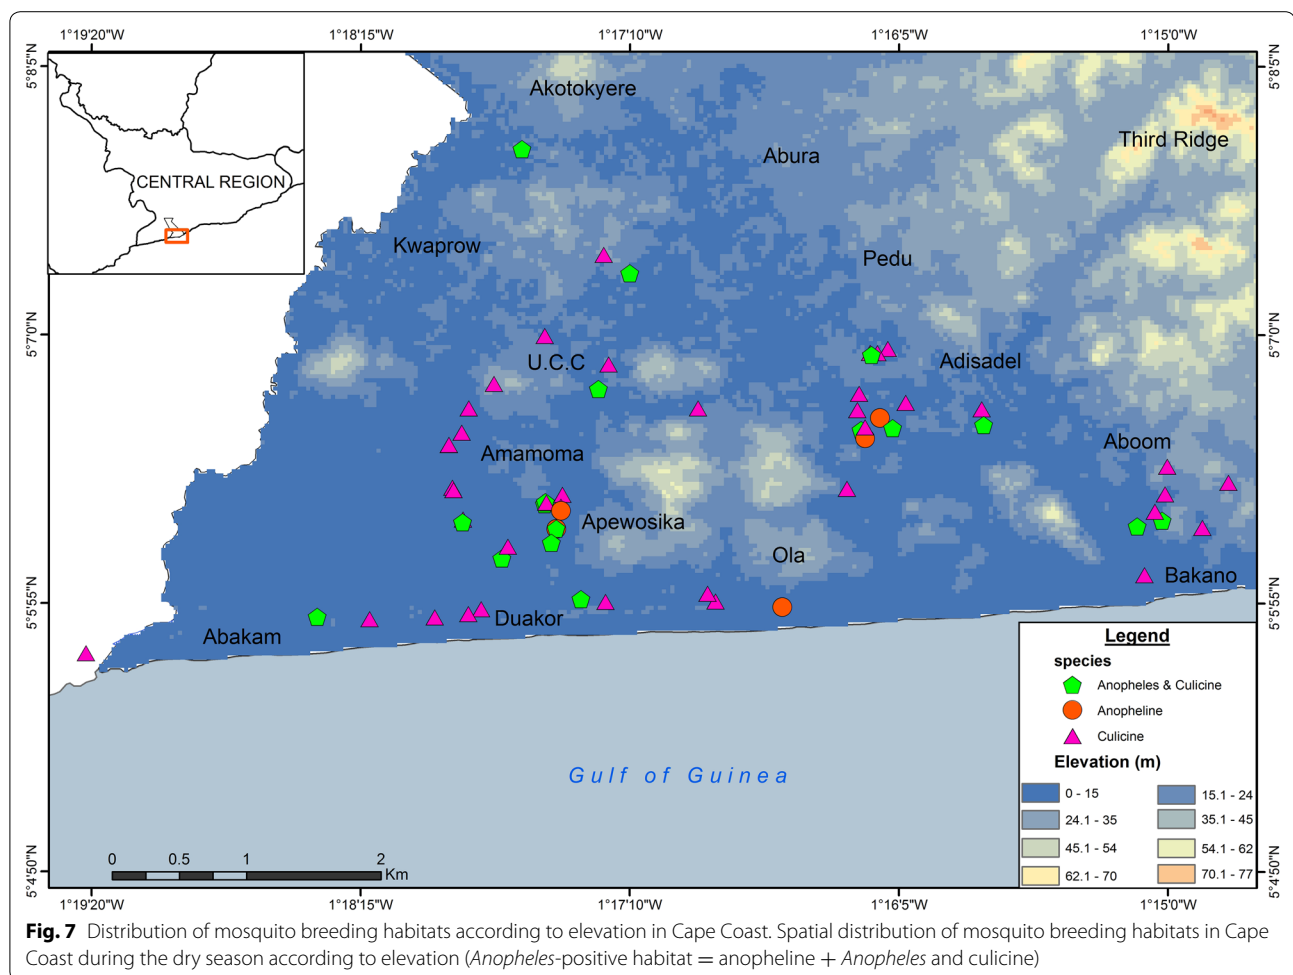 1°19'20"W 1°18'15"W 1°17'10"W 1°16'5"W 1°15'0"W
5°8'5"N 5°8'5"N
Akotokyere
Third Ridge
Abura
CENTRAL REGION
Kwaprow
Pedu
5°7'0"N 5°7'0"N
U.C.C
Adisadel
Aboom
Amamoma
Apewosika
Ola
Bakano
5°5'55"N 5°5'55"N
Duakor
Abakam
Legend
species
Anopheles & Culicine
Anopheline
Culicine
Elevation (m)
0 - 15 15.1 - 24
24.1 - 35 35.1 - 45
45.1 - 54 54.1 - 62
62.1 - 70 70.1 - 77
Gulf of Guinea
0 0.5 1 2
Km
5°4'50"N 5°4'50"N
1°19'20"W 1°18'15"W 1°17'10"W 1°16'5"W 1°15'0"W
Fig. 7 Distribution of mosquito breeding habitats according to elevation in Cape Coast. Spatial distribution of mosquito breeding habitats in Cape
Coast during the dry season according to elevation (Anopheles-positive habitat = anopheline + Anopheles and culicine)